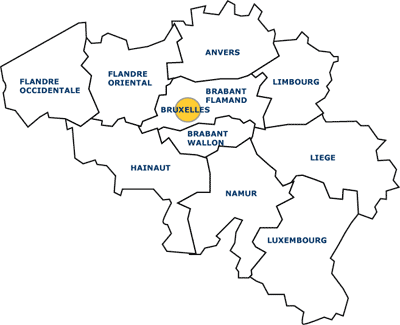 ANVERS
FLANDRE
ORIENTAL
FLANDRE
OCCIDENTALE
LIMBOURG
BRABANT
FLAMAND
BRUXELLES
BRABANT
WALLON
LIEGE
HAINAUT
NAMUR
LUXEMBOURG